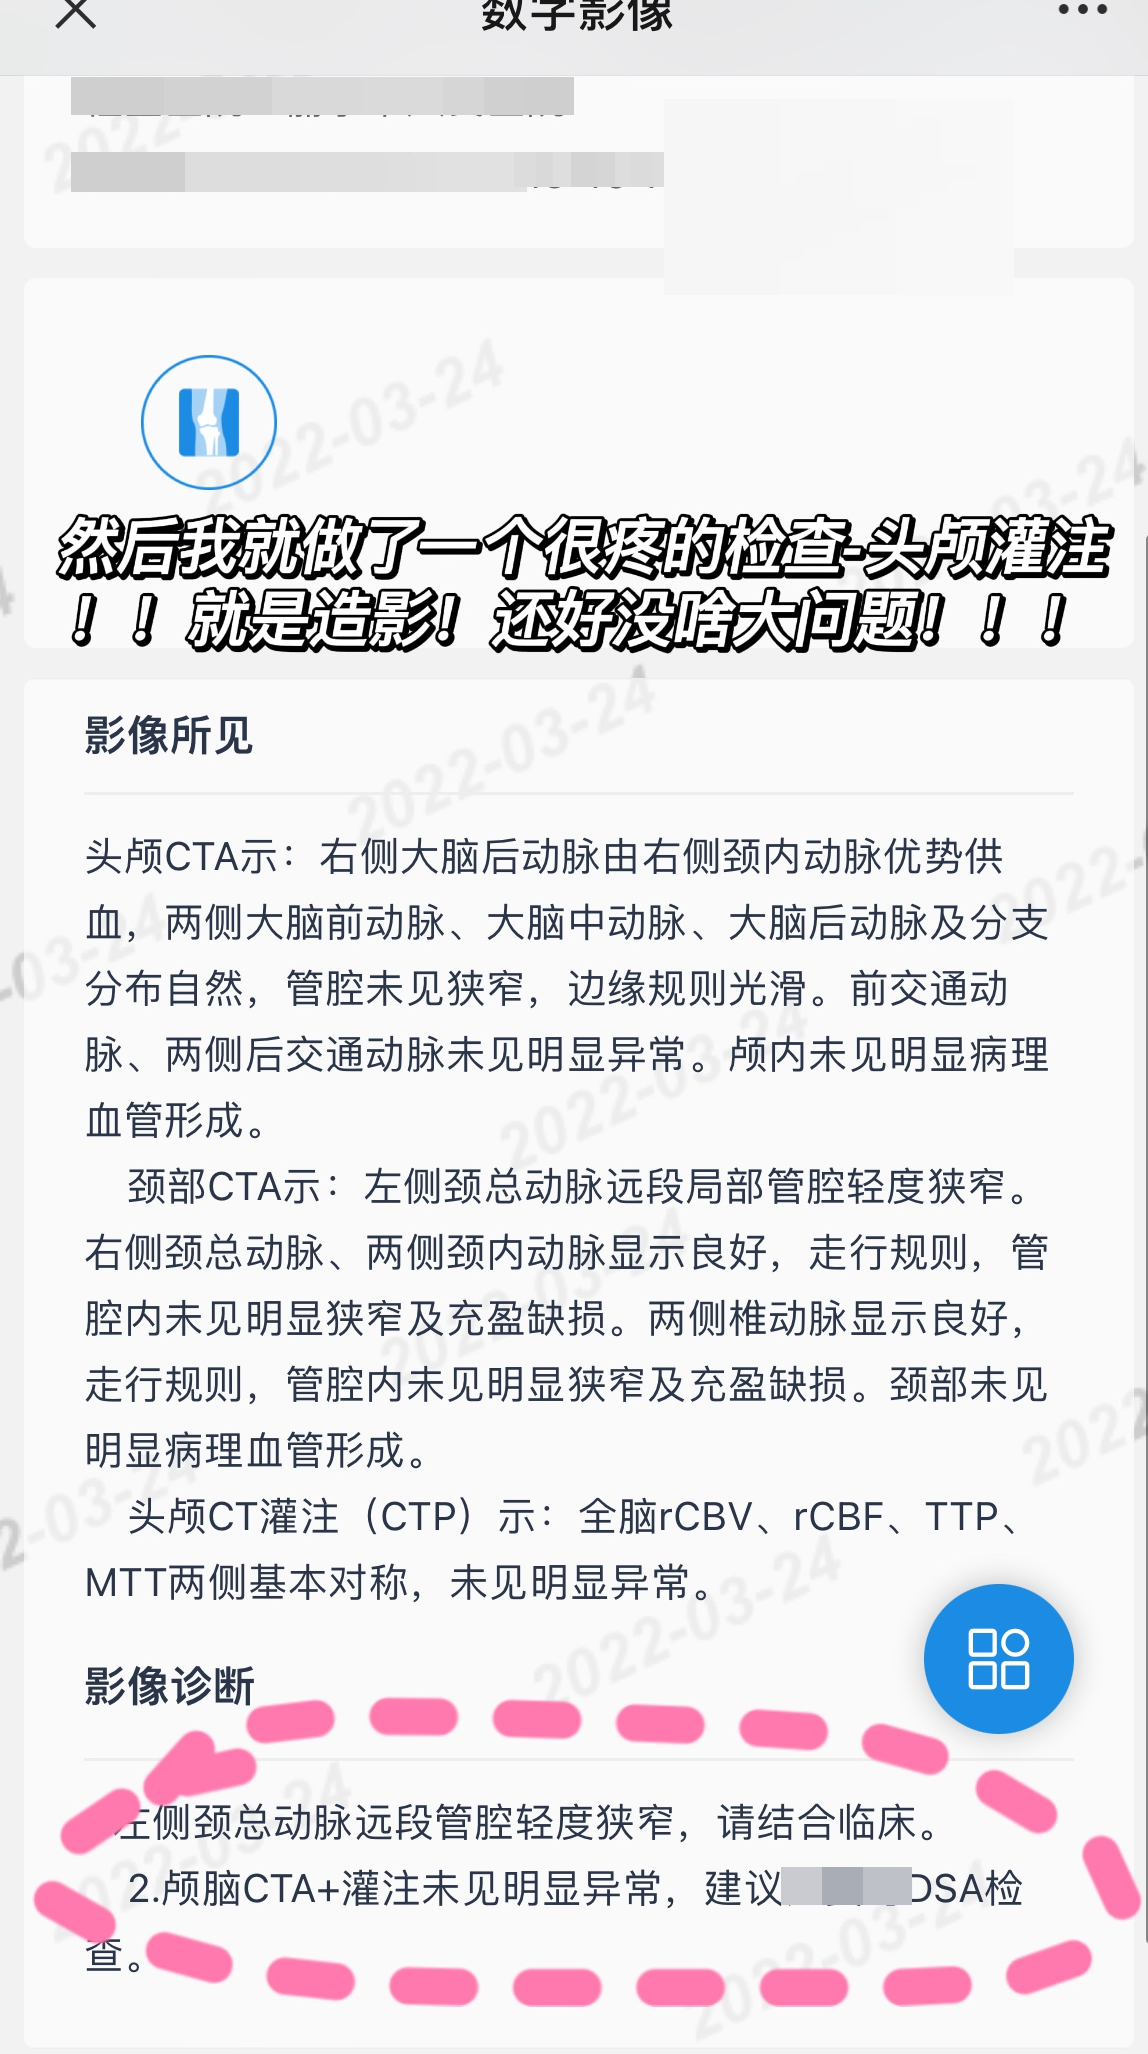 数字影像
2022-03-24
然后我就做了一个很疼的检查-头颅灌注
！！就是造影！还好没啥大问题！！！
影像所见
头颅CTA示：右侧大脑后动脉由右侧颈内动脉优势供
血，两侧大脑前动脉、大脑中动脉、大脑后动脉及分支
分布自然，管腔未见狭窄，边缘规则光滑。前交通动
脉、两侧后交通动脉未见明显异常。颅内未见明显病理
血管形成。
颈部CTA示：左侧颈总动脉远段局部管腔轻度狭窄。
右侧颈总动脉、两侧颈内动脉显示良好，走行规则，管
腔内未见明显狭窄及充盈缺损。两侧椎动脉显示良好，
走行规则，管腔内未见明显狭窄及充盈缺损。颈部未见
明显病理血管形成。
头颅CT灌注（CTP）示：全脑rCBV、rCBF、TTP、
MTT两侧基本对称，未见明显异常。
影像诊断
左侧颈总动脉远段管腔轻度狭窄，请结合临床。
2.颅脑CTA+灌注未见明显异常，建议DSA检
查。